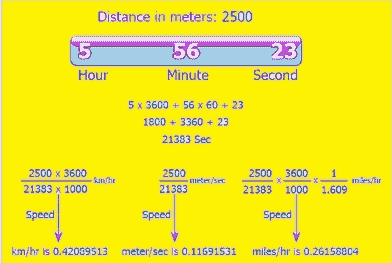 Distance in meters: 2500
5 56 23
Hour Minute Second
5 x 3600 + 56 x 60 + 23
1800 + 3360 + 23
21383 Sec
2500 x 3600
21383 x 1000 km/hr
2500
21383 meter/sec
2500 x 3600 x 1
21383 1000 1.609 miles/hr
Speed Speed Speed
km/hr is 0.42089513 meter/sec is 0.11691531 miles/hr is 0.26158804